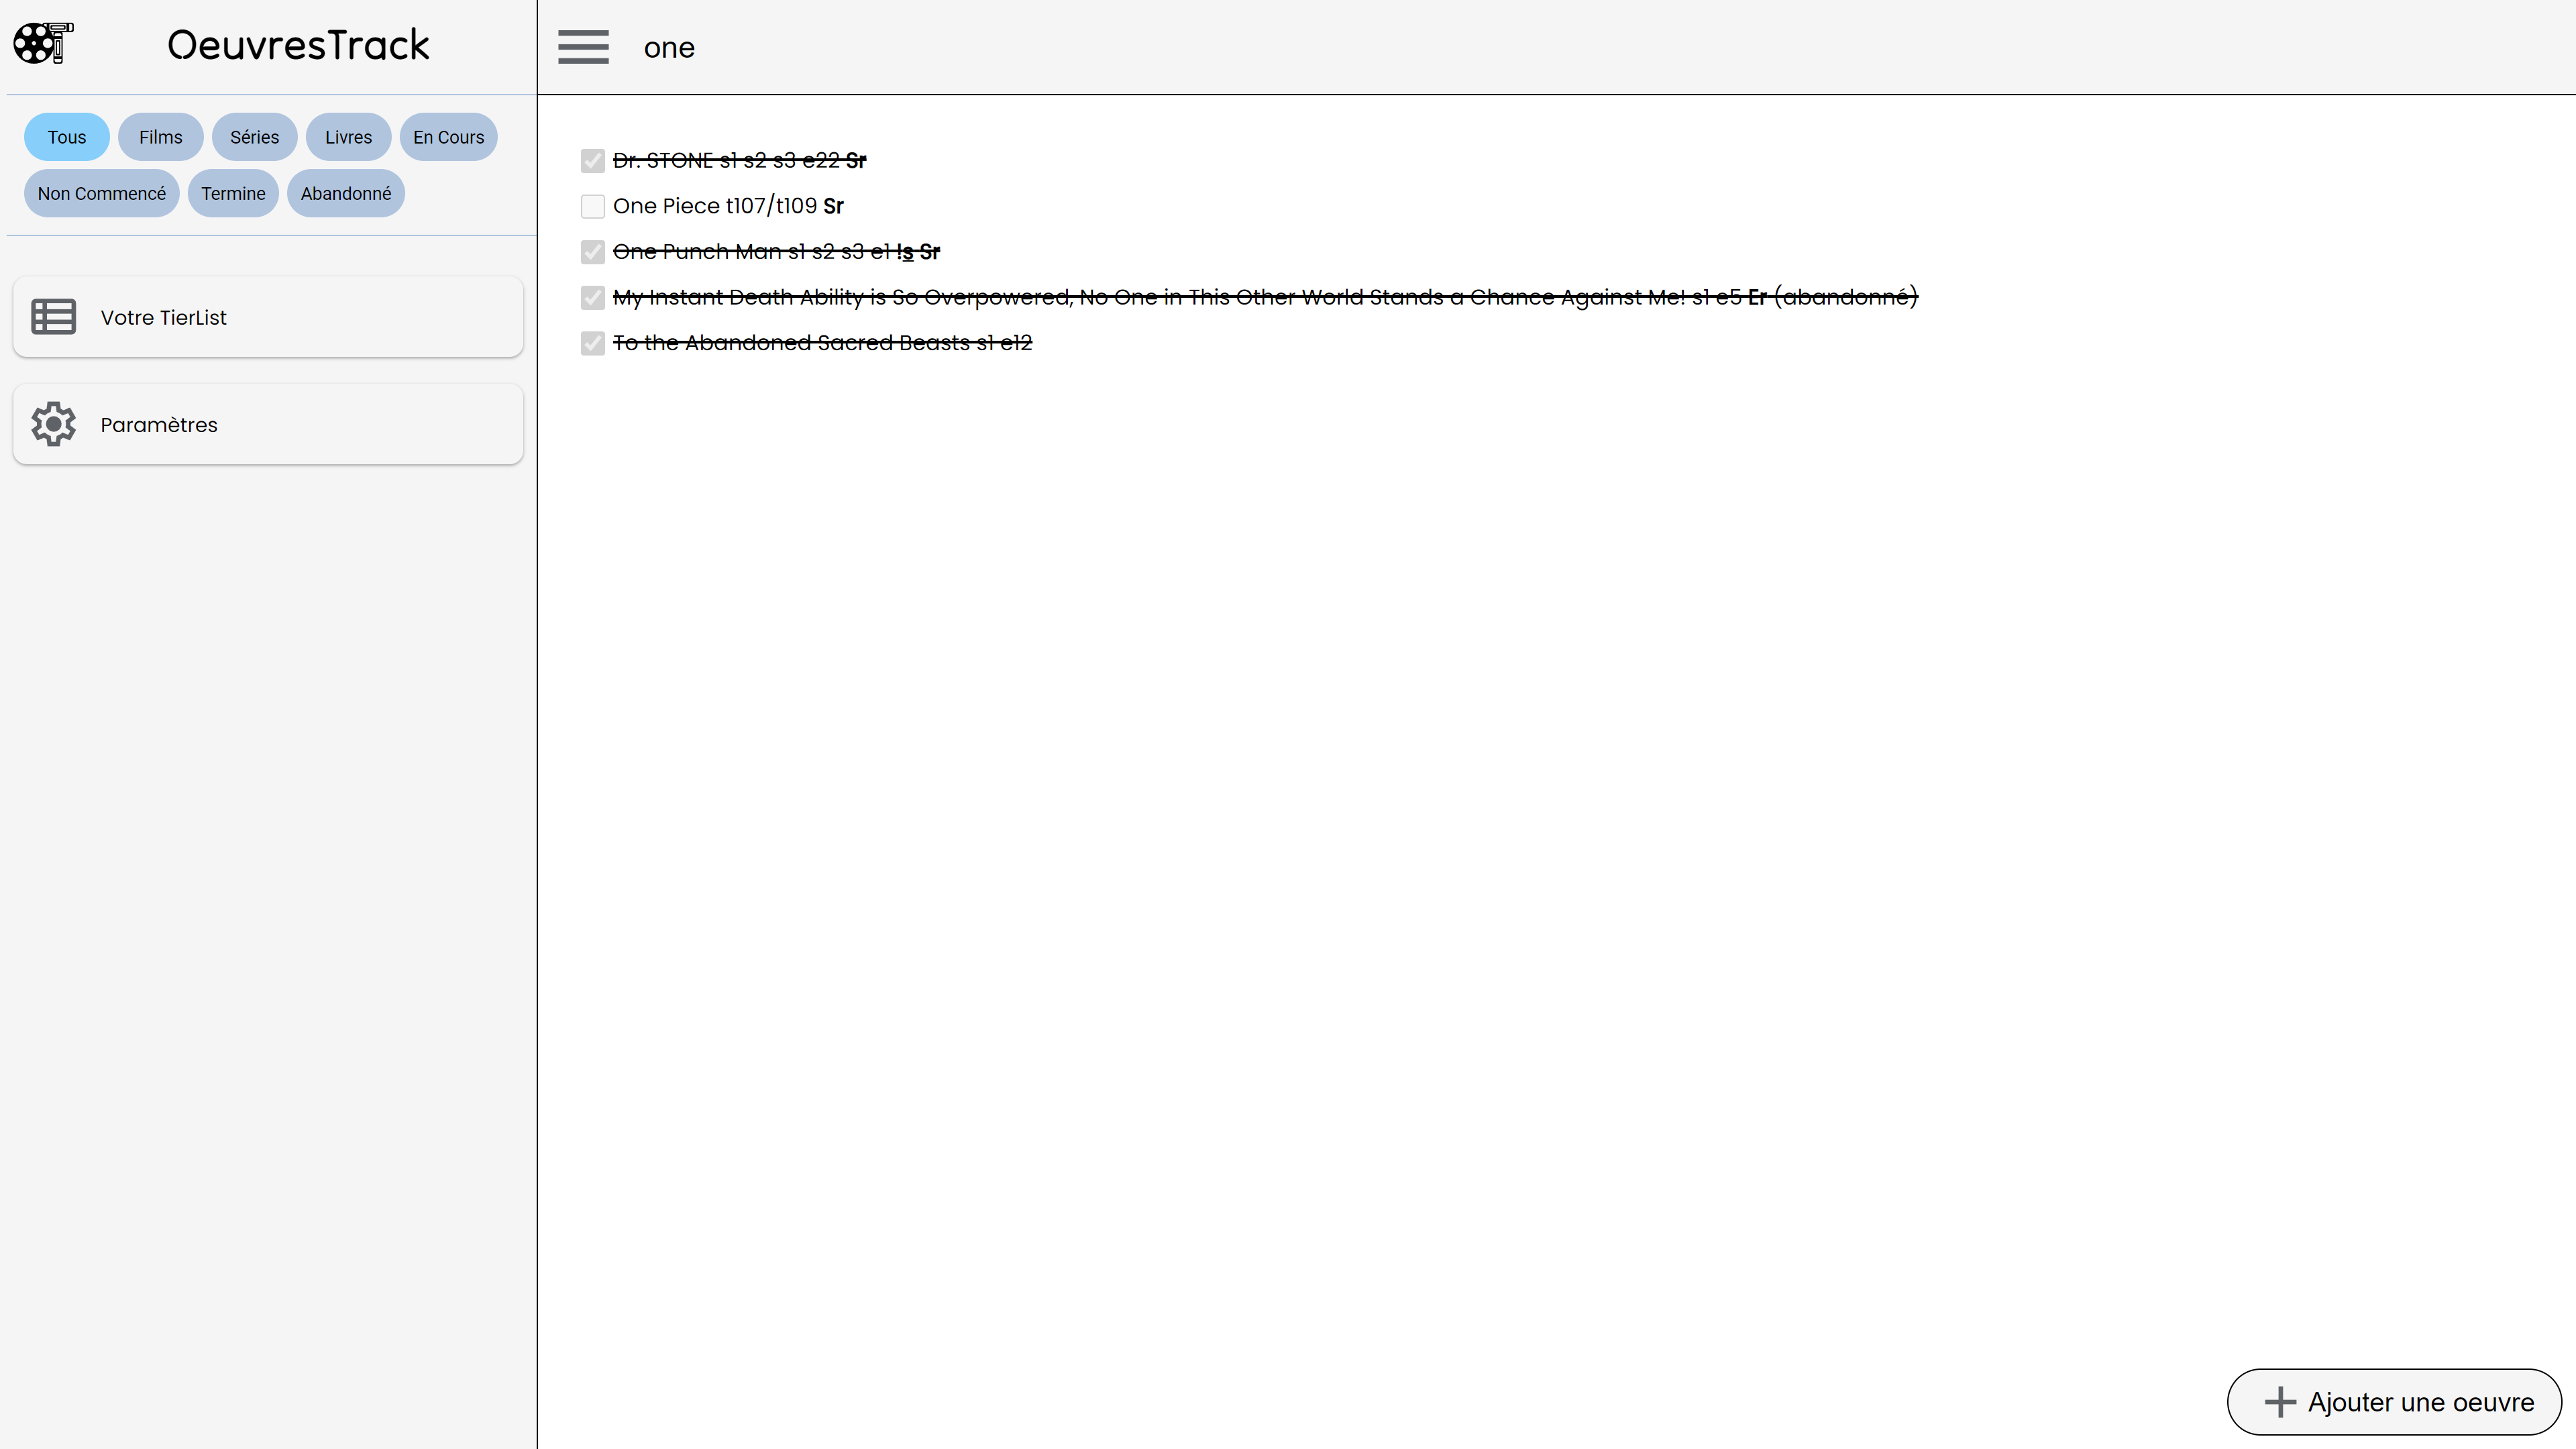 OeuvresTrack
one
Tous Films Séries Livres En Cours
Non Commencé Termine Abandonné
Votre TierList
Paramètres
Dr. STONE s1 s2 s3 e22 Sr
One Piece t107/t109 Sr
One Punch Man s1 s2 s3 e1 !s Sr
My Instant Death Ability is So Overpowered, No One in This Other World Stands a Chance Against Me! s1 e5 Er (abandonné)
To the Abandoned Sacred Beasts s1 e12
Ajouter une oeuvre